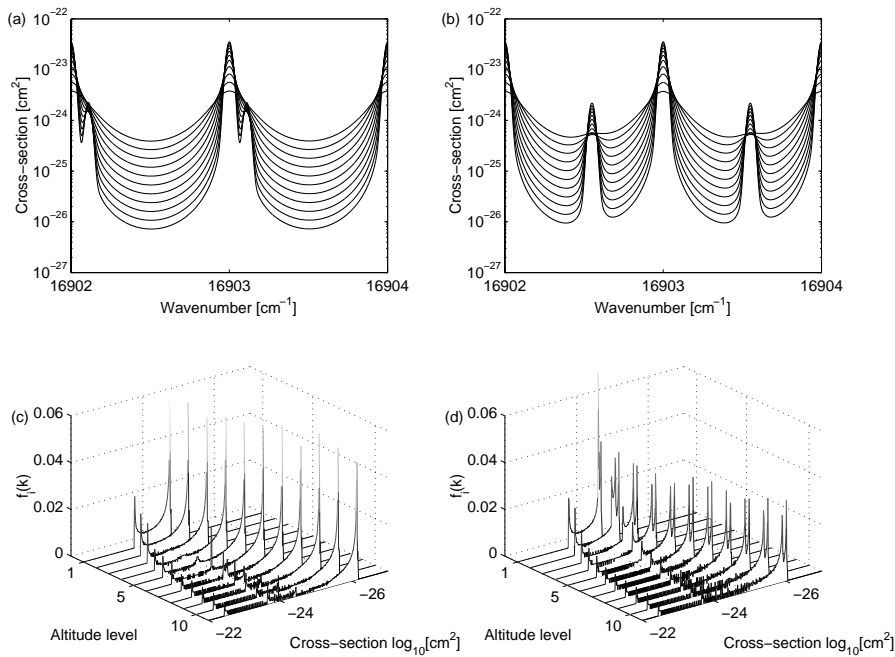 (a)
10^−22
10^−23
10^−24
10^−25
10^−26
10^−27
Cross−section [cm^2]
16902
16903
16904
Wavenumber [cm^−1]
(b)
10^−22
10^−23
10^−24
10^−25
10^−26
10^−27
Cross−section [cm^2]
16902
16903
16904
Wavenumber [cm^−1]
(c)
0.06
0.04
0.02
0
f_i(k)
1
5
10
Altitude level
−22
−24
−26
Cross−section log_10[cm^2]
(d)
0.06
0.04
0.02
0
f_i(k)
1
5
10
Altitude level
−22
−24
−26
Cross−section log_10[cm^2]